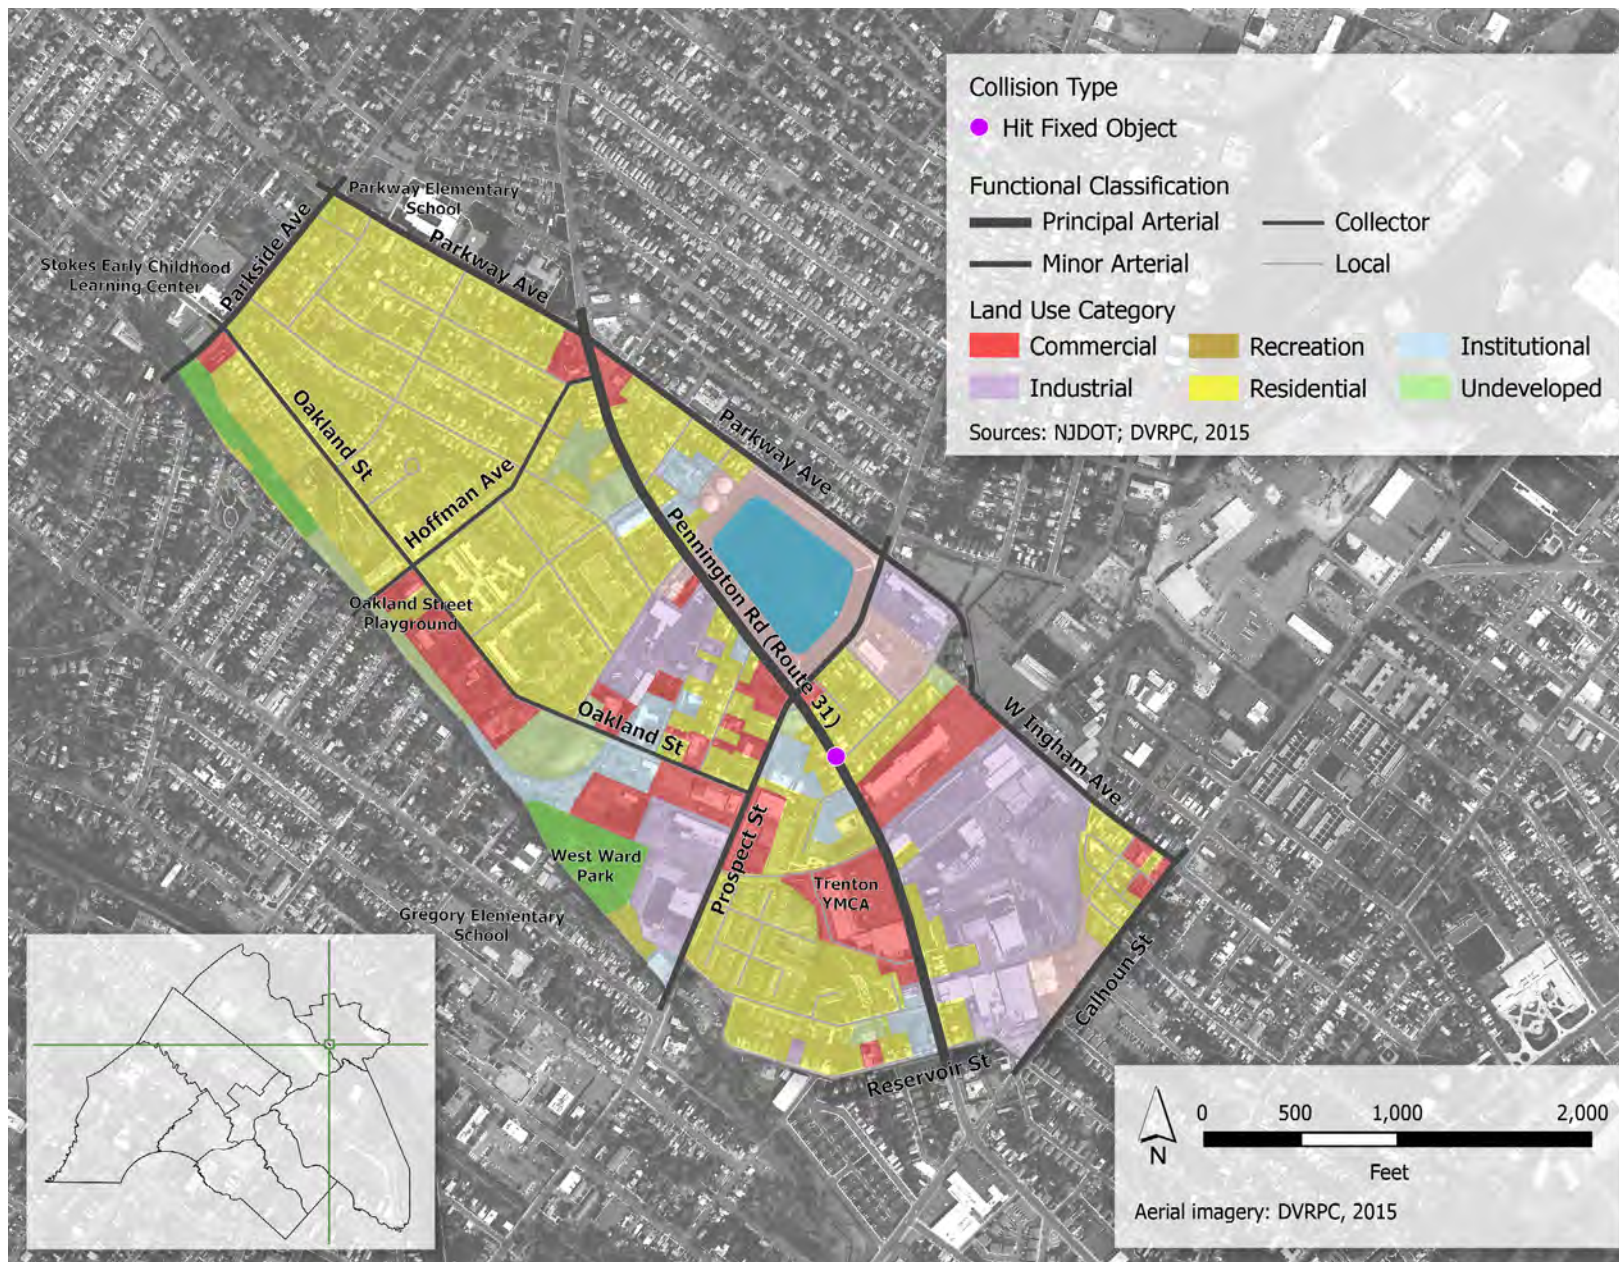 Collision Type
Hit Fixed Object
Functional Classification
Principal Arterial
Collector
Minor Arterial
Local
Land Use Category
Commercial
Recreation
Institutional
Industrial
Residential
Undeveloped
Sources: NJDOT; DVRPC, 2015
Parkway Elementary
School
Parkside Ave
Parkway Ave
Stokes Early Childhood
Learning Center
Oakland St
Hoffman Ave
Parkway Ave
Pennington Rd (Route 31)
Oakland Street
Playground
Oakland St
W Ingham Ave
Prospect St
West Ward
Park
Trenton
YMCA
Gregory Elementary
School
Calhoun St
Reservoir St
0 500 1,000 2,000
Feet
N
Aerial imagery: DVRPC, 2015